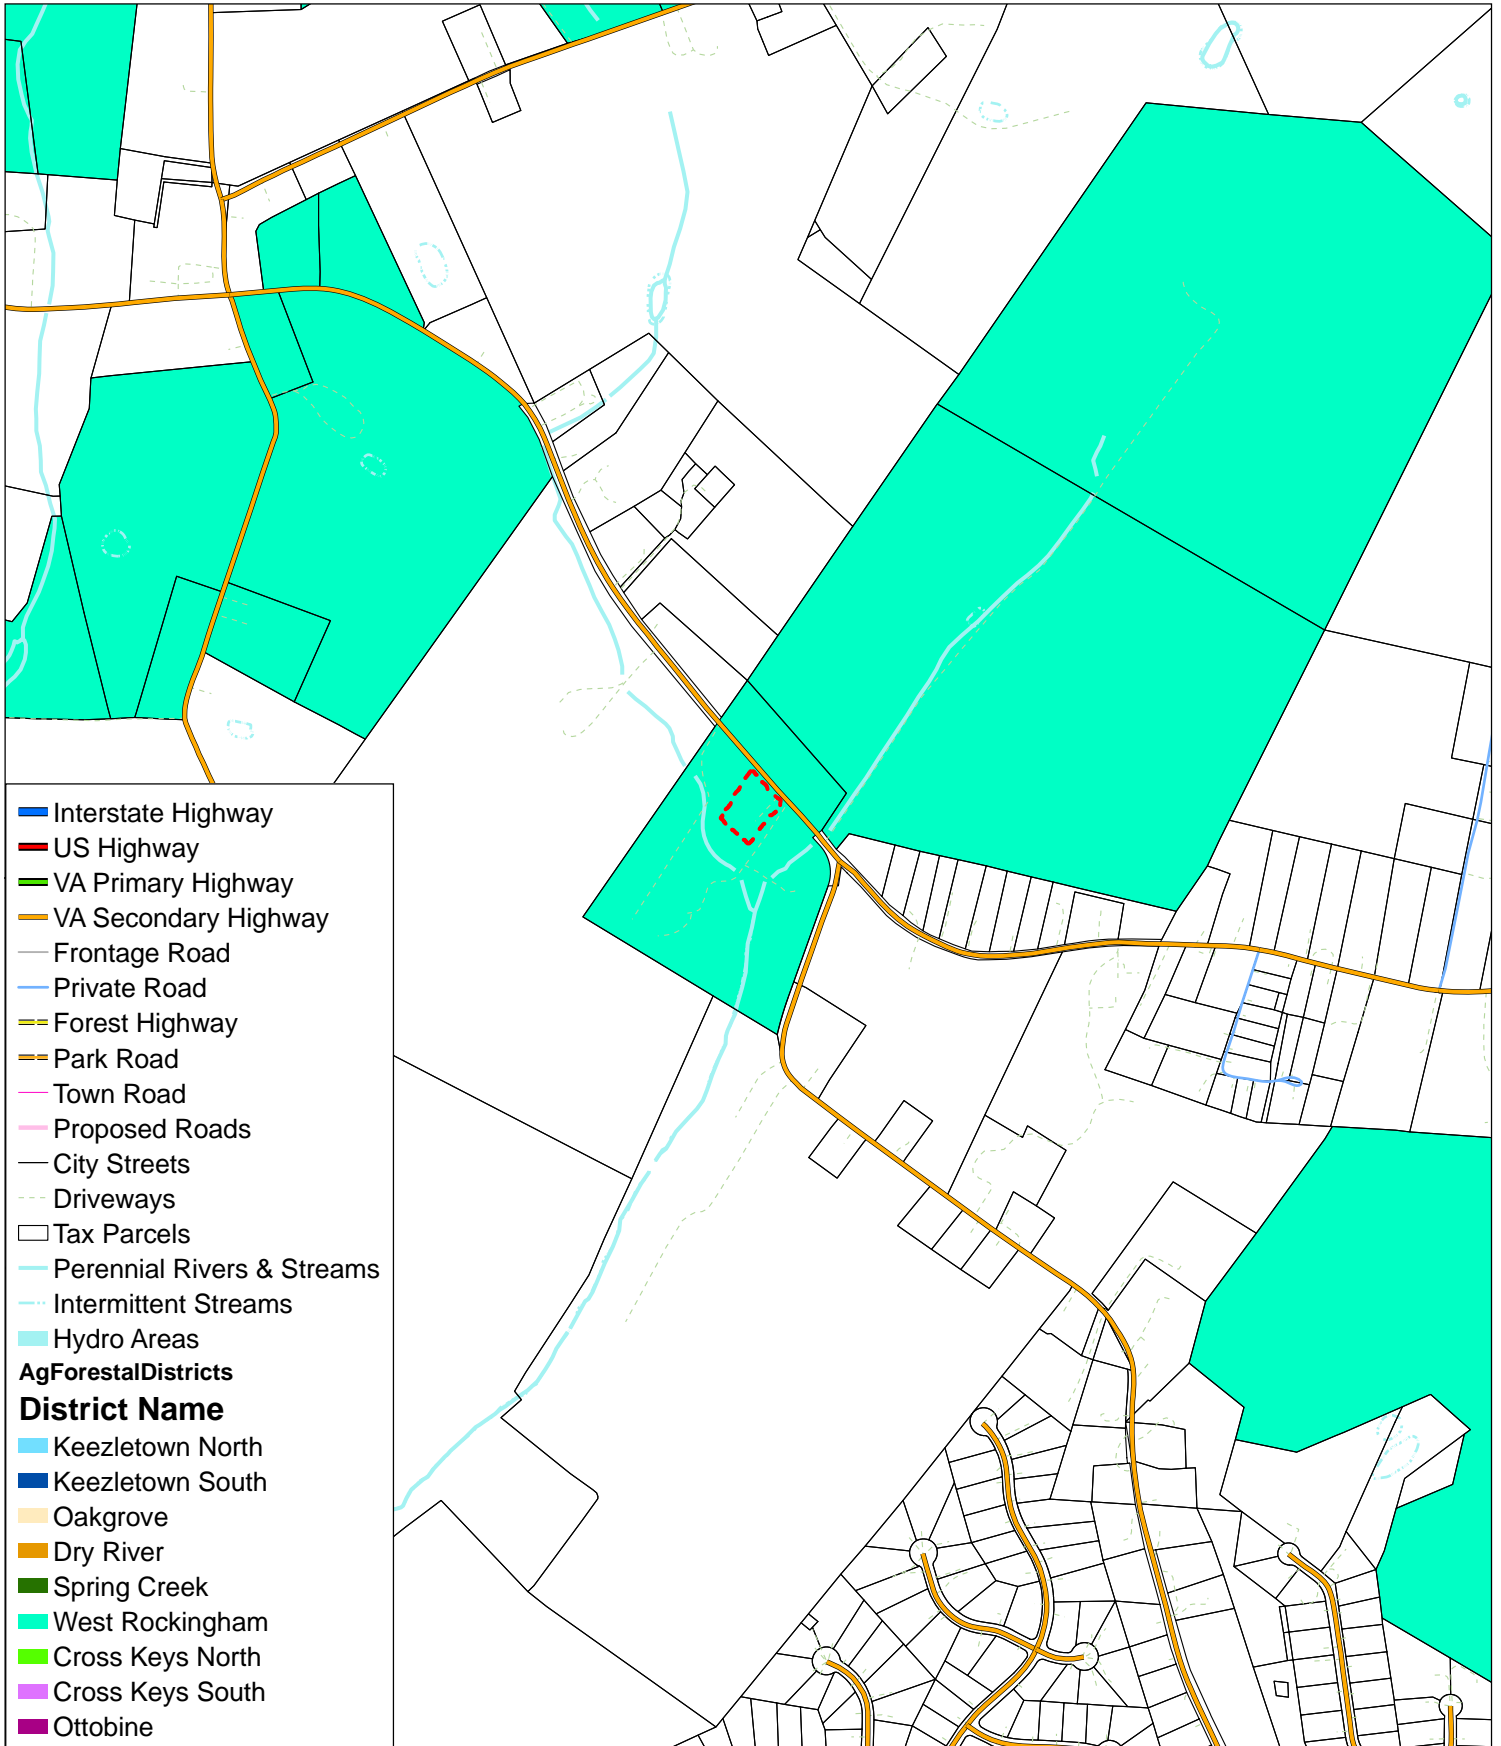 Interstate Highway
US Highway
VA Primary Highway
VA Secondary Highway
Frontage Road
Private Road
Forest Highway
Park Road
Town Road
Proposed Roads
City Streets
Driveways
Tax Parcels
Perennial Rivers & Streams
Intermittent Streams
Hydro Areas
AgForestalDistricts
District Name
Keezletown North
Keezletown South
Oakgrove
Dry River
Spring Creek
West Rockingham
Cross Keys North
Cross Keys South
Ottobine